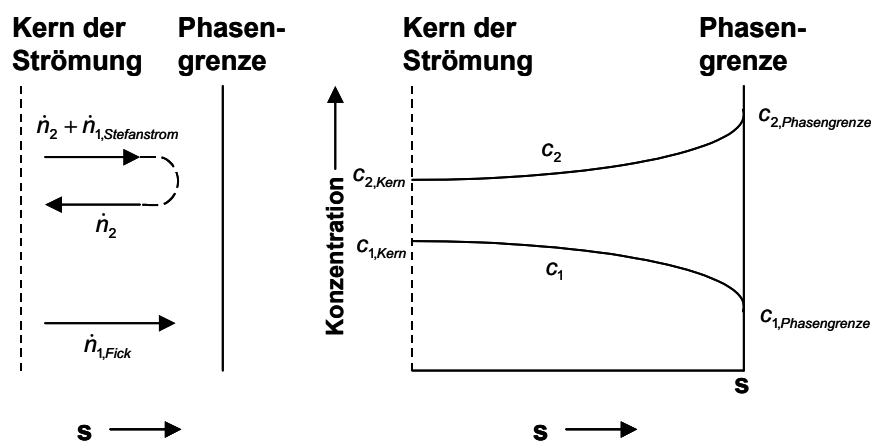 Kern der
Strömung
Phasen-
grenze
ṅ₂ + ṅ₁,Stefanstrom
ṅ₂
ṅ₁,Fick
s
Kern der
Strömung
Phasen-
grenze
Konzentration
c₂,Phasengrenze
c₂
c₂,Kern
c₁,Kern
c₁
c₁,Phasengrenze
s
s